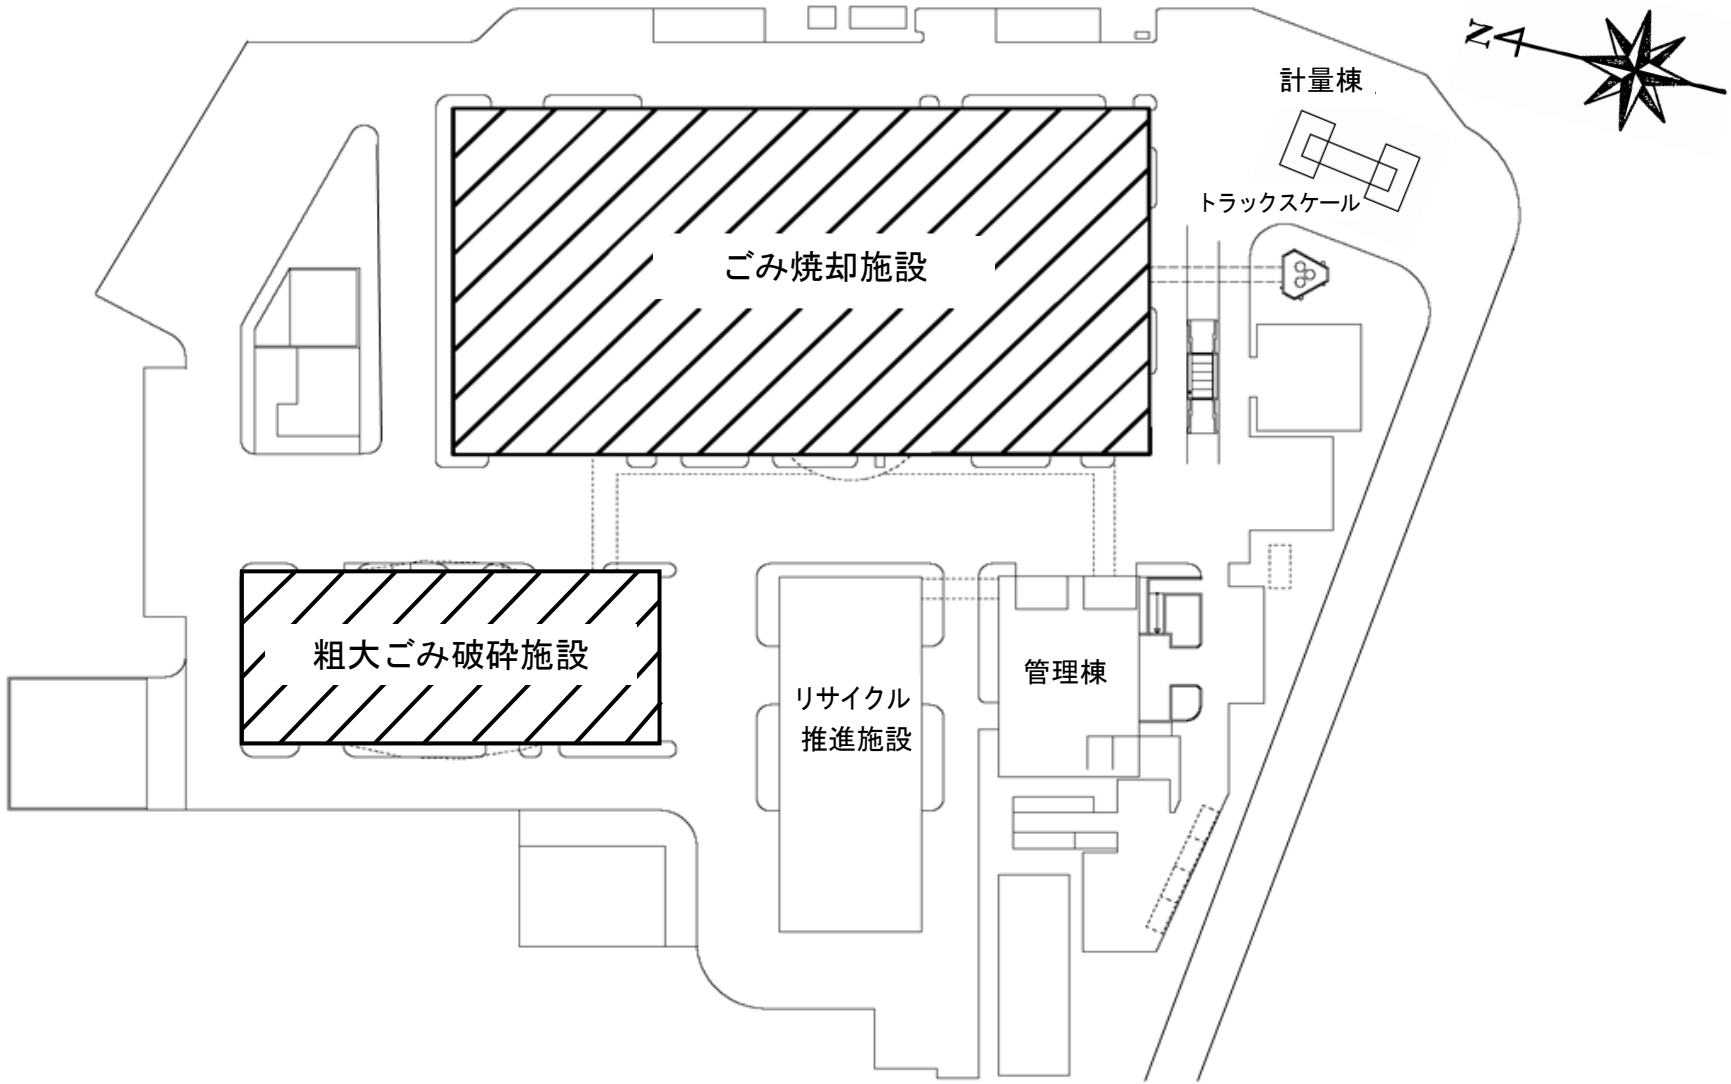 N
計量棟
トラックスケール
ごみ焼却施設
粗大ごみ破砕施設
管理棟
リサイクル
推進施設